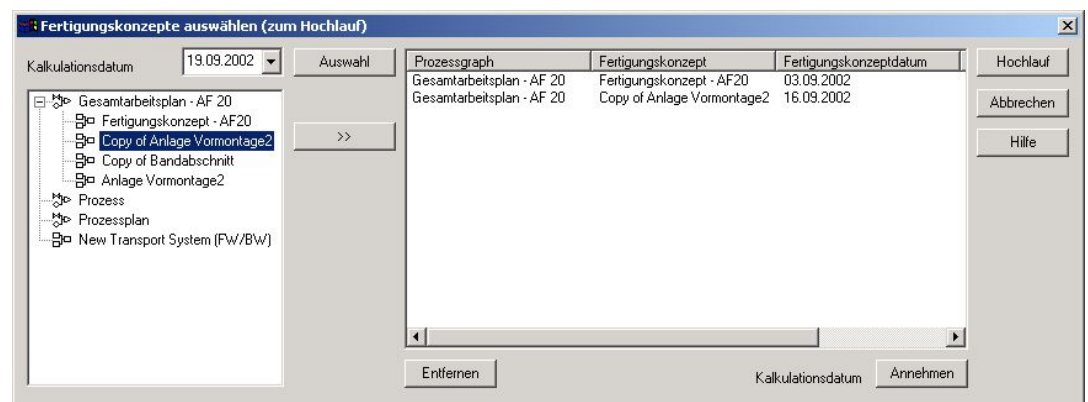 Fertigungskonzepte auswählen (zum Hochlauf)
Kalkulationsdatum
19.09.2002
Auswahl
>>
Gesamtarbeitsplan - AF 20
Fertigungskonzept - AF20
Copy of Anlage Vormontage2
Copy of Bandabschnitt
Anlage Vormontage2
Prozess
Prozessplan
New Transport System (FW/BW)
Prozessgraph Fertigungskonzept Fertigungskonzeptdatum
Gesamtarbeitsplan - AF 20 Fertigungskonzept - AF20 03.09.2002
Gesamtarbeitsplan - AF 20 Copy of Anlage Vormontage2 16.09.2002
Entfernen
Kalkulationsdatum
Annehmen
Hochlauf
Abbrechen
Hilfe